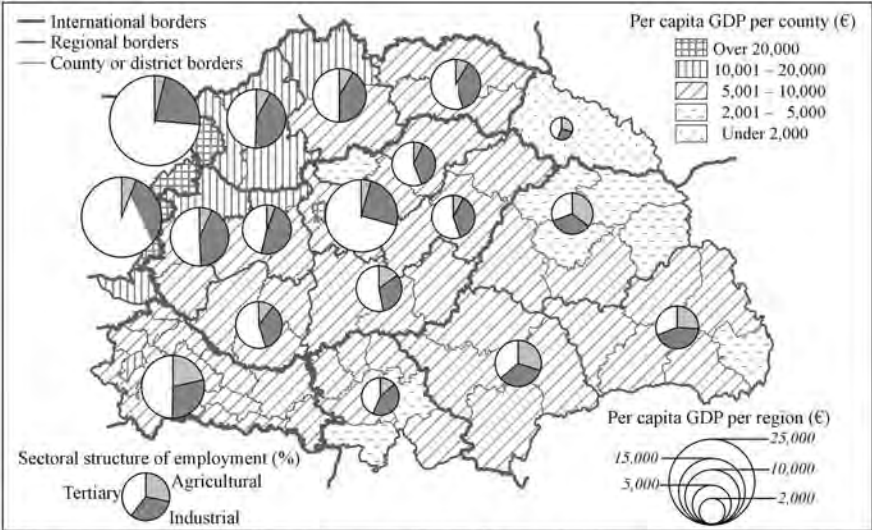 International borders
Regional borders
County or district borders
Per capita GDP per county (€)
Over 20,000
10,001 – 20,000
5,001 – 10,000
2,001 – 5,000
Under 2,000
Sectoral structure of employment (%)
Tertiary
Agricultural
Industrial
Per capita GDP per region (€)
25,000
15,000
10,000
5,000
2,000